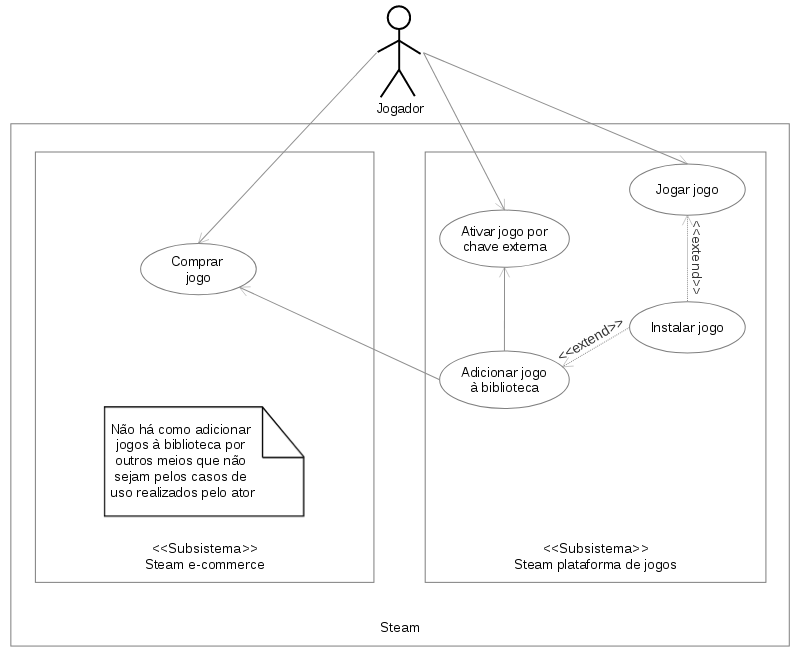 Jogador
Jogar jogo
Ativar jogo por
chave externa
Comprar
jogo
<<extend>>
Instalar jogo
<<extend>>
Adicionar jogo
à biblioteca
Não há como adicionar
jogos à biblioteca por
outros meios que não
sejam pelos casos de
uso realizados pelo ator
<<Subsistema>>
Steam e-commerce
<<Subsistema>>
Steam plataforma de jogos
Steam